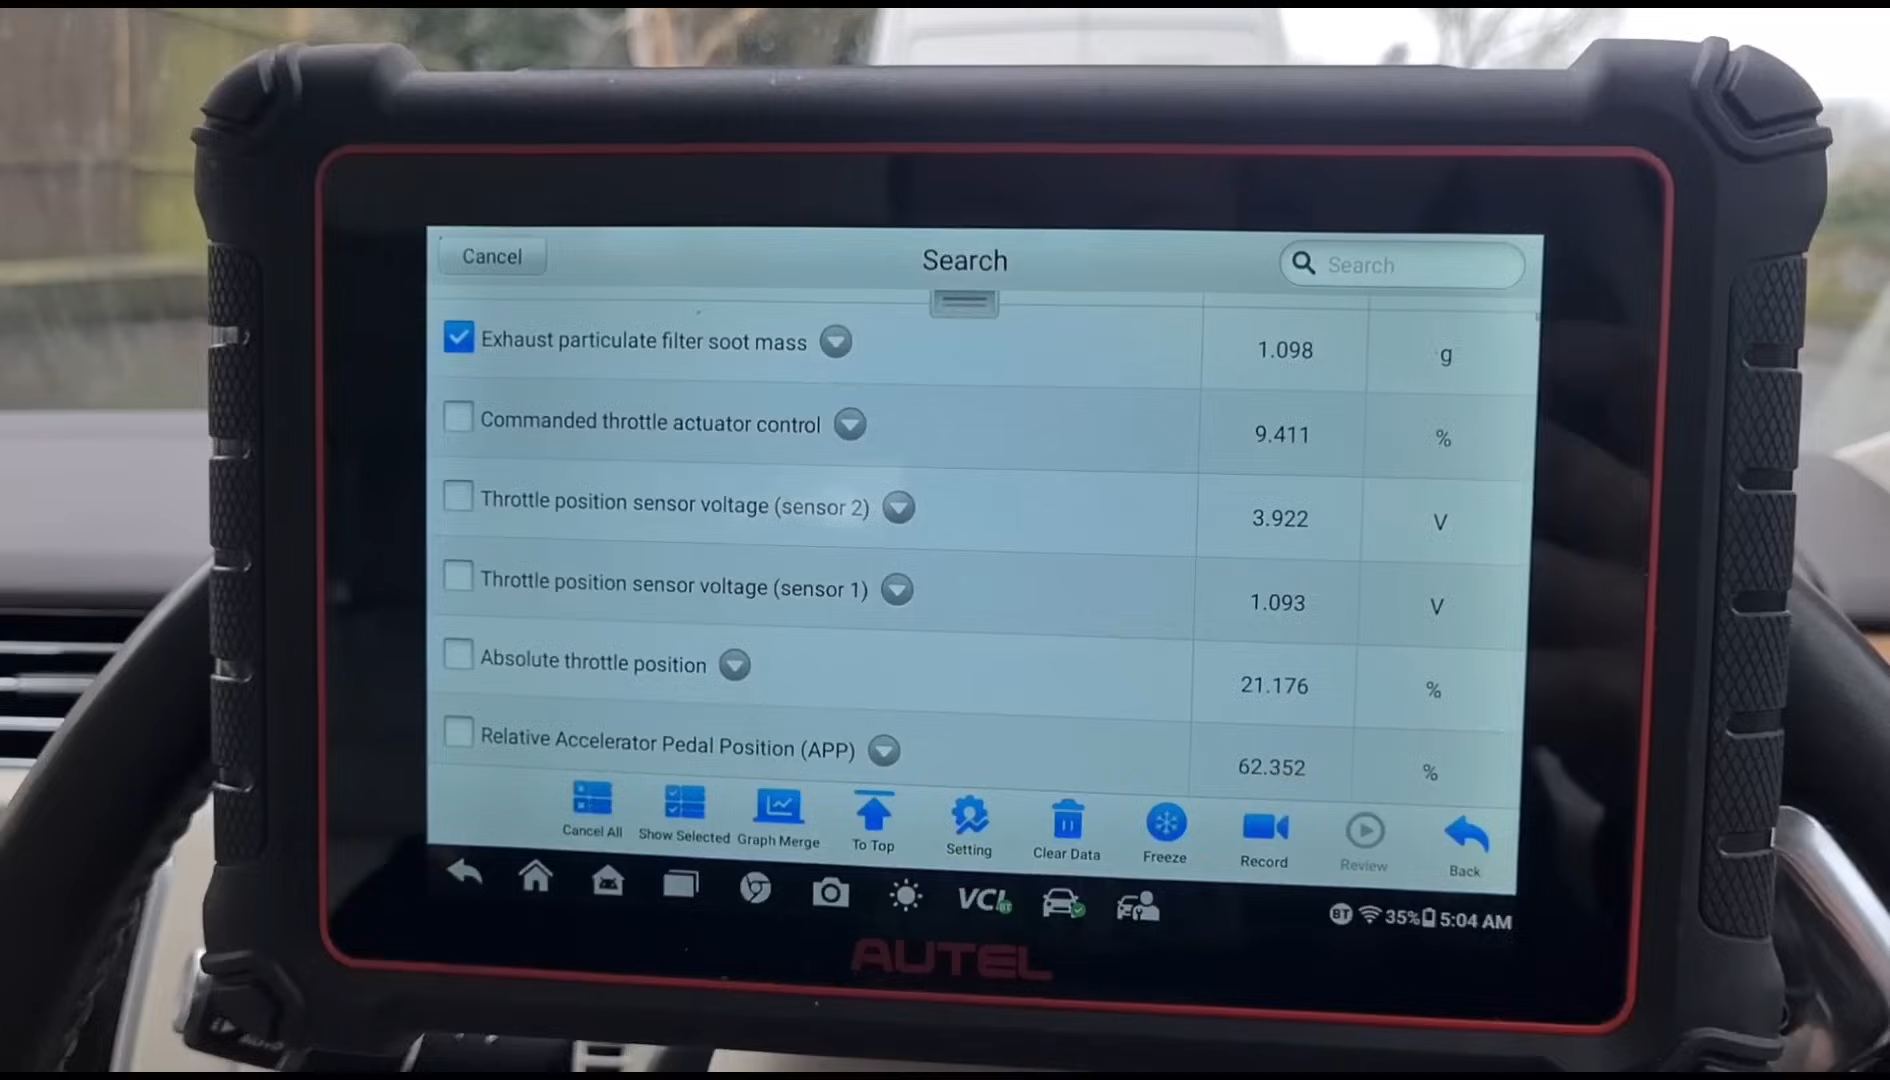 Cancel
Search
Search
Exhaust particulate filter soot mass
1.098
g
Commanded throttle actuator control
9.411
%
Throttle position sensor voltage (sensor 2)
3.922
V
Throttle position sensor voltage (sensor 1)
1.093
V
Absolute throttle position
21.176
%
Relative Accelerator Pedal Position (APP)
62.352
%
Cancel All
Show Selected
Graph Merge
To Top
Setting
Clear Data
Freeze
Record
Review
Back
VCI
BT
BT
35%
5:04 AM
AUTEL
AUTO